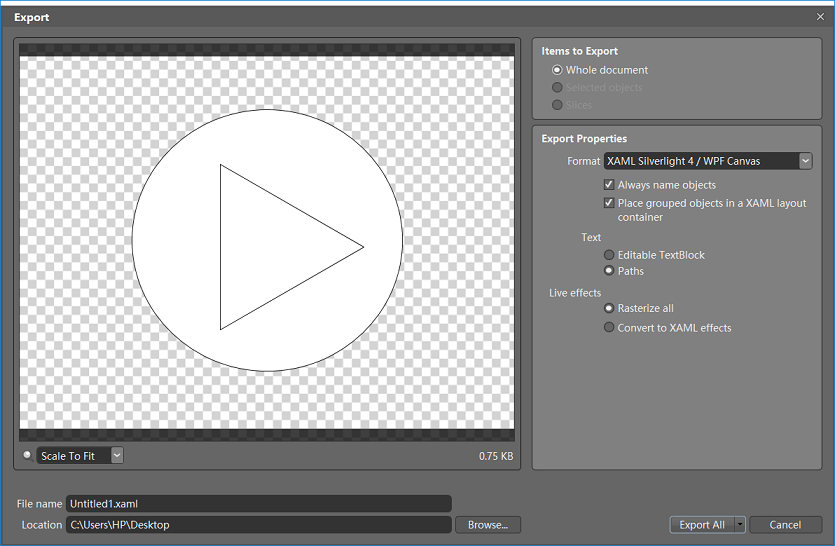 Export
Items to Export
Whole document
Selected objects
Slices
Export Properties
Format XAML Silverlight 4 / WPF Canvas
Always name objects
Place grouped objects in a XAML layout
container
Text
Editable TextBlock
Paths
Live effects
Rasterize all
Convert to XAML effects
Scale To Fit
0.75 KB
File name Untitled1.xaml
Location C:\Users\HP\Desktop
Browse...
Export All
Cancel